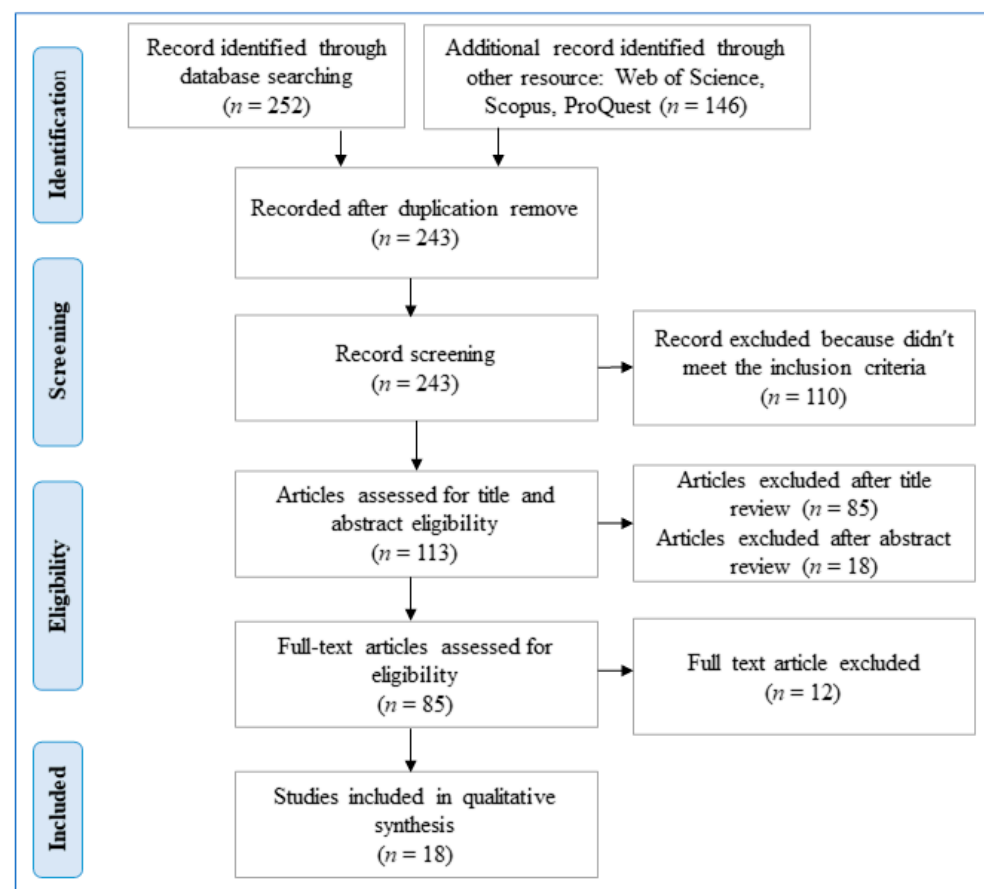 Identification
Record identified through
database searching
(n = 252)
Additional record identified through
other resource: Web of Science,
Scopus, ProQuest (n = 146)
Recorded after duplication remove
(n = 243)
Screening
Record screening
(n = 243)
Record excluded because didn't
meet the inclusion criteria
(n = 110)
Eligibility
Articles assessed for title and
abstract eligibility
(n = 113)
Articles excluded after title
review (n = 85)
Articles excluded after abstract
review (n = 18)
Full-text articles assessed for
eligibility
(n = 85)
Full text article excluded
(n = 12)
Included
Studies included in qualitative
synthesis
(n = 18)